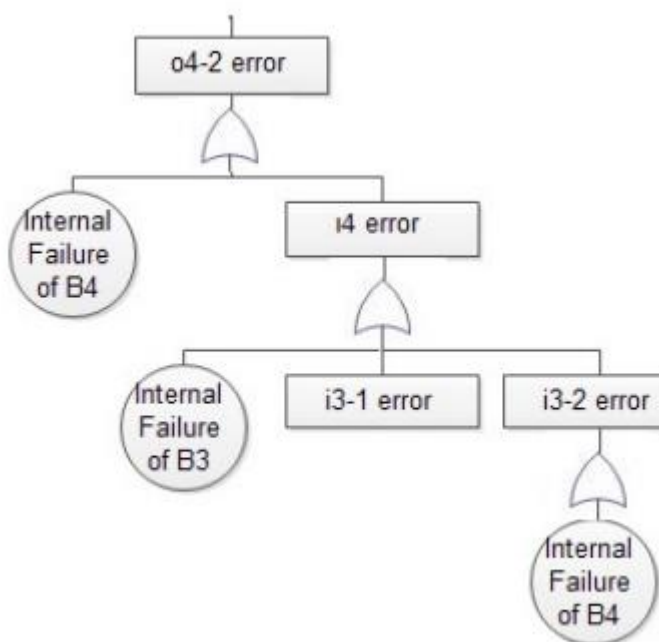 o4-2 error
Internal
Failure
of B4
i4 error
Internal
Failure
of B3
i3-1 error
i3-2 error
Internal
Failure
of B4